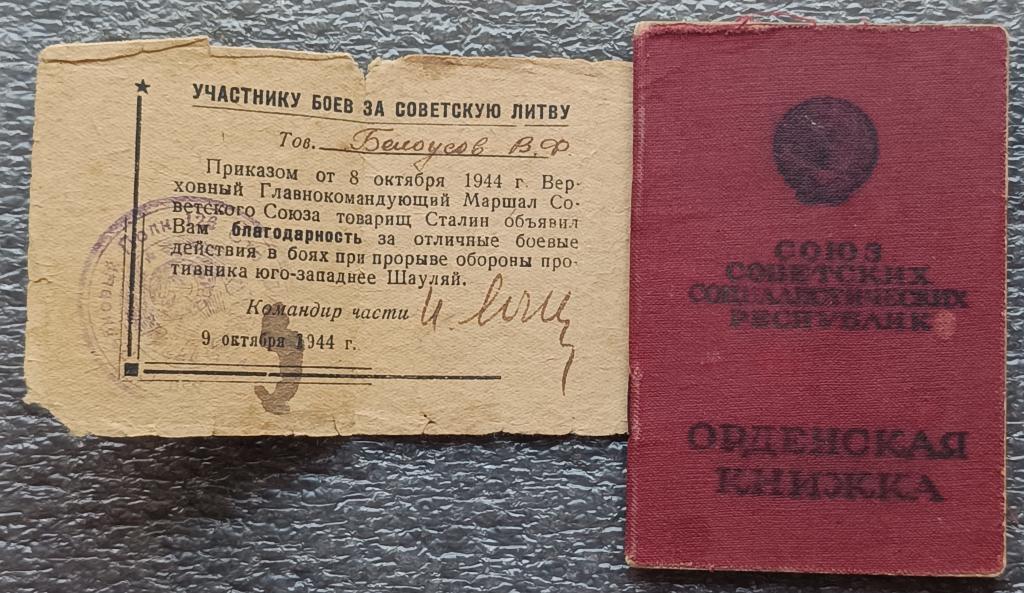 УЧАСТНИКУ БОЕВ ЗА СОВЕТСКУЮ ЛИТВУ
Тов. Белоусов В.Ф.
Приказом от 8 октября 1944 г. Вер-
ховный Главнокомандующий Маршал Со-
ветского Союза товарищ Сталин объявил
Вам благодарность за отличные боевые
действия в боях при прорыве обороны про-
тивника юго-западнее Шауляй.
Командир части
9 октября 1944 г.
СОЮЗ
СОВЕТСКИХ
СОЦИАЛИСТИЧЕСКИХ
РЕСПУБЛИК
ОРДЕНСКАЯ
КНИЖКА